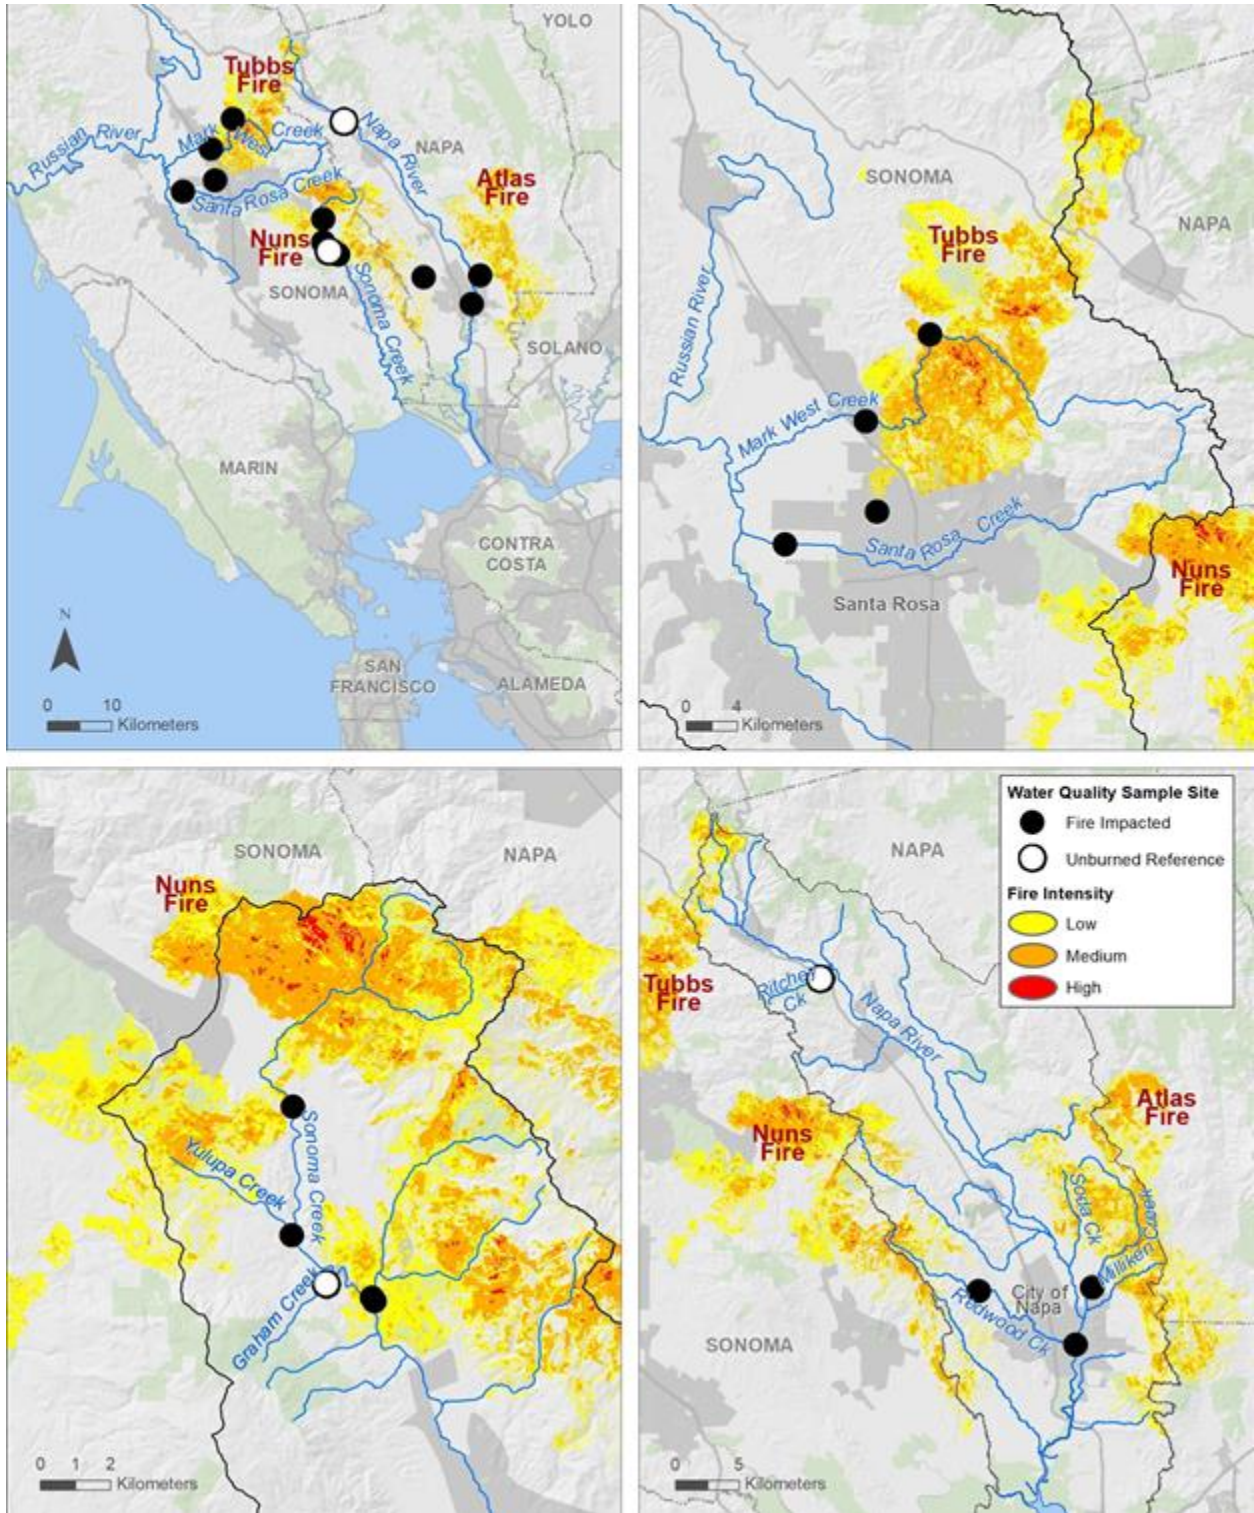 YOLO
Tubbs
Fire
Russian River
Mark West Creek
Napa River
NAPA
Santa Rosa Creek
Atlas
Fire
Nuns
Fire
SONOMA
Sonoma Creek
SOLANO
MARIN
CONTRA
COSTA
N
SAN
FRANCISCO
ALAMEDA
0 10
Kilometers
SONOMA
NAPA
Tubbs
Fire
Russian River
Mark West Creek
Santa Rosa Creek
Nuns
Fire
Santa Rosa
0 4
Kilometers
SONOMA
NAPA
Nuns
Fire
Sonoma Creek
Yulupa Creek
Graham Creek
0 1 2
Kilometers
Water Quality Sample Site
Fire Impacted
Unburned Reference
Fire Intensity
Low
Medium
High
NAPA
Tubbs
Fire
Ritchey
Ck
Napa River
Atlas
Fire
Nuns
Fire
Soda Ck
Milliken Creek
City of
Napa
Redwood Ck
SONOMA
0 5
Kilometers